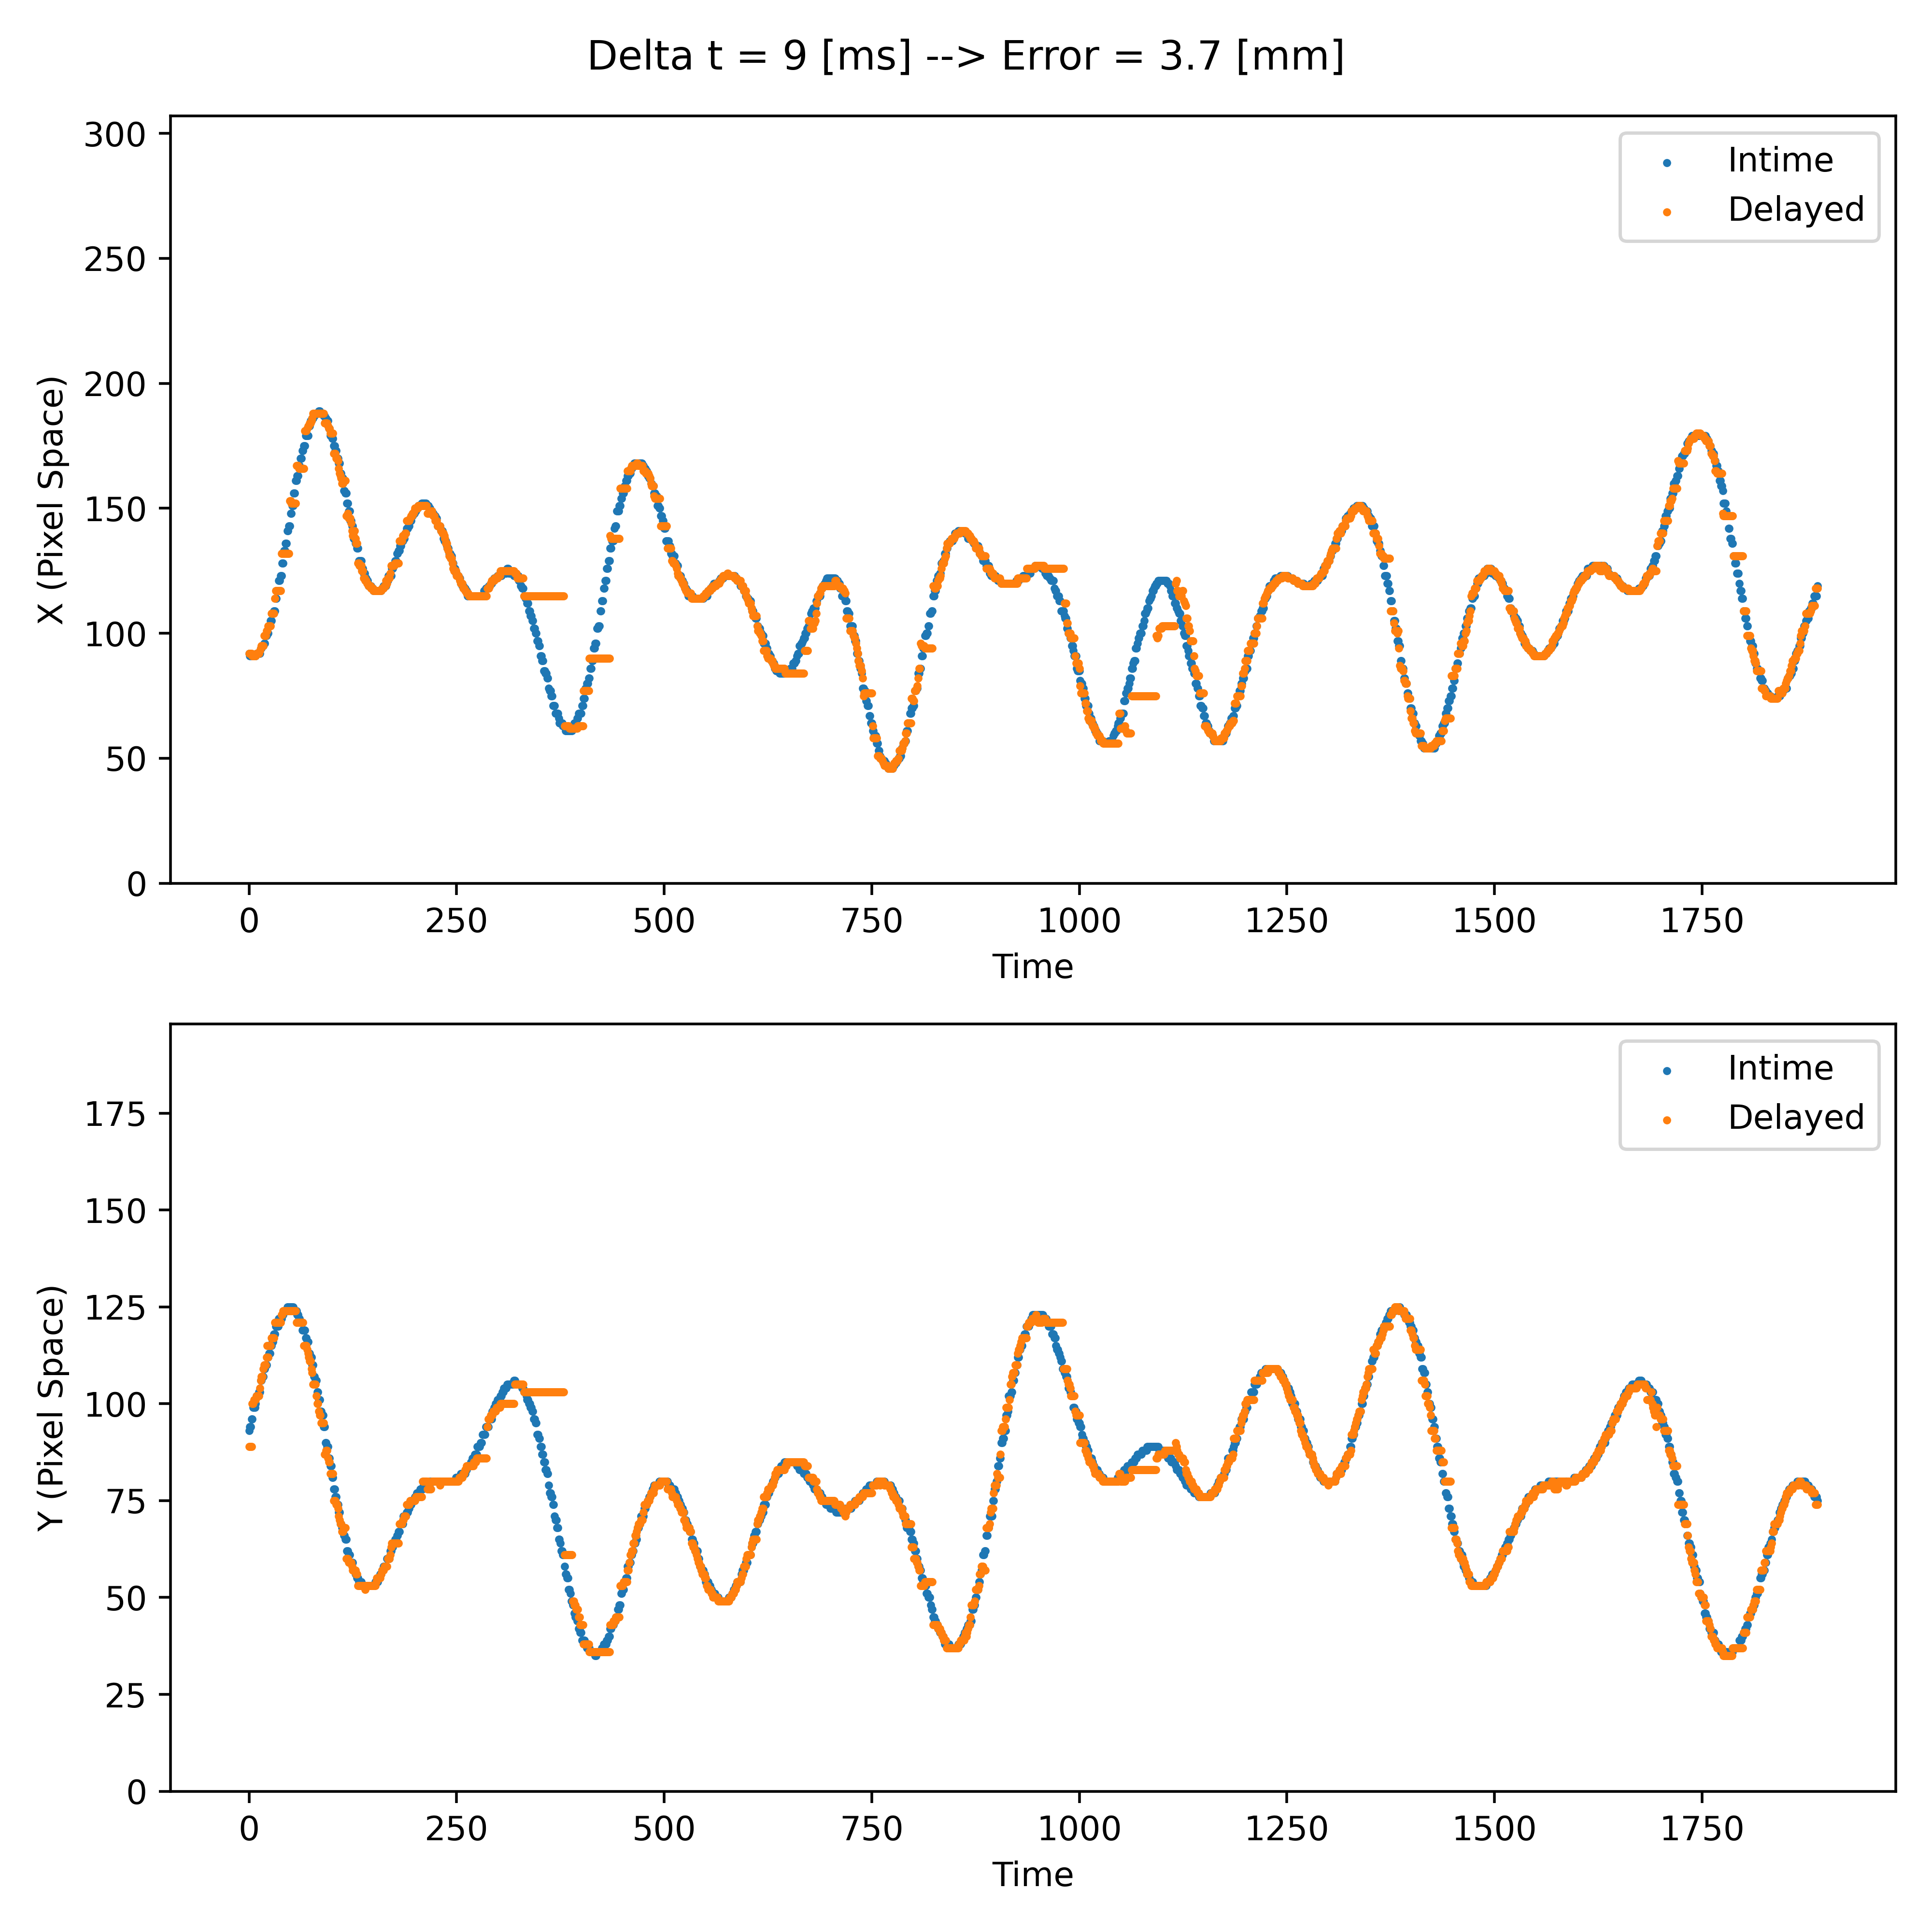 Delta t = 9 [ms] --> Error = 3.7 [mm]
300
250
200
150
100
50
0
X (Pixel Space)
Intime
Delayed
0 250 500 750 1000 1250 1500 1750
Time
175
150
125
100
75
50
25
0
Y (Pixel Space)
Intime
Delayed
0 250 500 750 1000 1250 1500 1750
Time